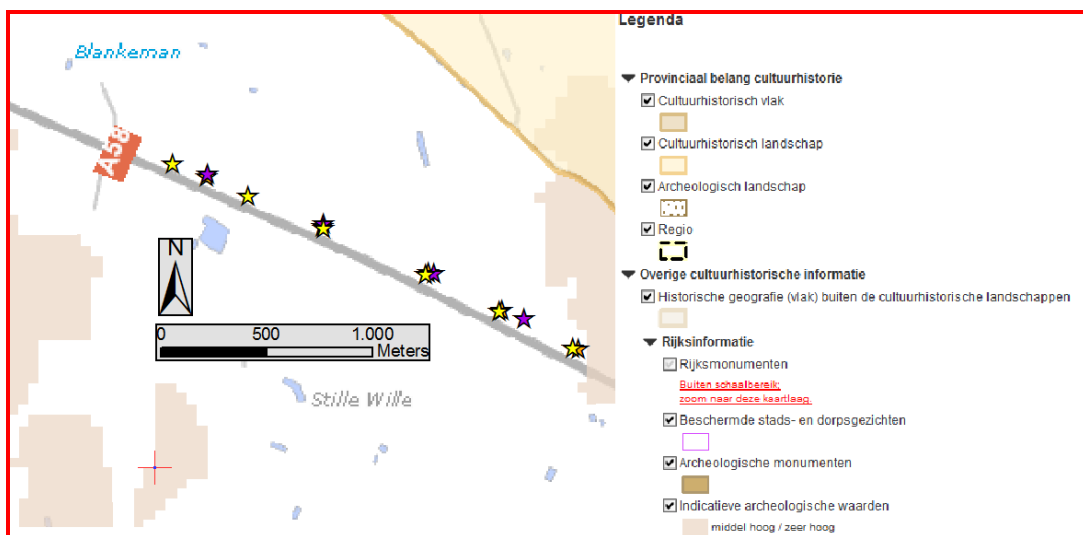 Blankeman
A58
N
0 500 1.000
Meters
Stille Wille
Legenda
Provinciaal belang cultuurhistorie
Cultuurhistorisch vlak
Cultuurhistorisch landschap
Archeologisch landschap
Regio
Overige cultuurhistorische informatie
Historische geografie (vlak) buiten de cultuurhistorische landschappen
Rijksinformatie
Rijksmonumenten
Buiten schaalbereik;
zoom naar deze kaartlaag.
Beschermde stads- en dorpsgezichten
Archeologische monumenten
Indicatieve archeologische waarden
middel hoog / zeer hoog